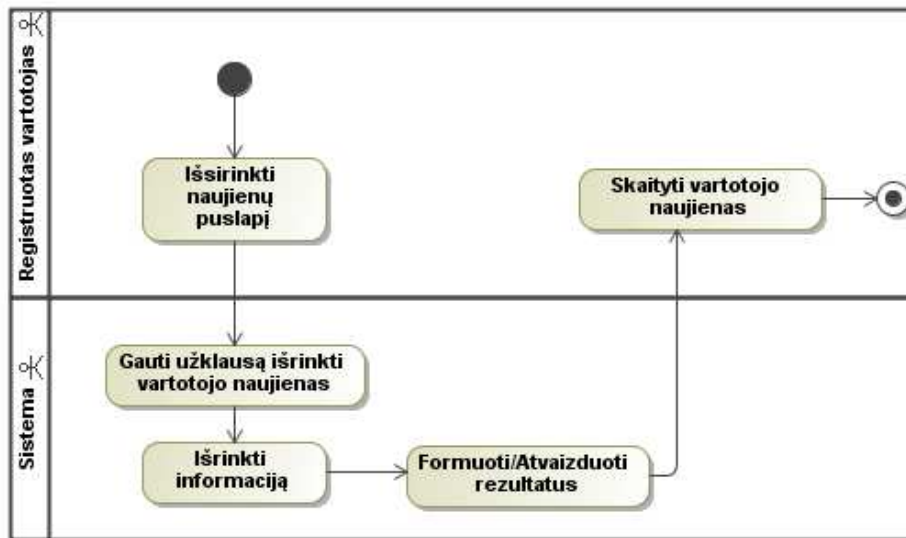 Registruotas vartotojas
Išsirinkti
naujienų
puslapį
Skaityti vartotojo
naujienas
Sistema
Gauti užklausą išrinkti
vartotojo naujienas
Išrinkti
informaciją
Formuoti/Atvaizduoti
rezultatus